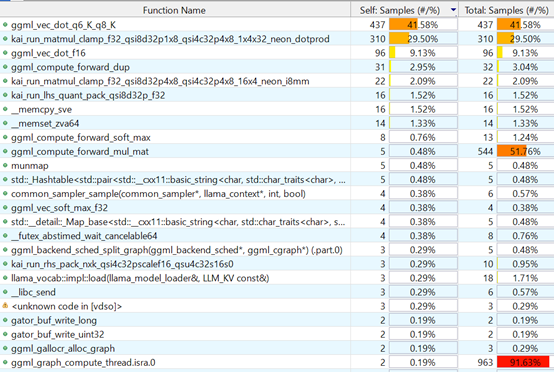 Function Name Self: Samples (#/%) Total: Samples (#/%)
ggml_vec_dot_q6_K_q8_K 437 41.58% 437 41.58%
kai_run_matmul_clamp_f32_qsi8d32p1x8_qsi4c32p4x8_1x4x32_neon_dotprod 310 29.50% 310 29.50%
ggml_vec_dot_f16 96 9.13% 96 9.13%
ggml_compute_forward_dup 31 2.95% 32 3.04%
kai_run_matmul_clamp_f32_qsi8d32p4x8_qsi4c32p4x8_16x4_neon_i8mm 22 2.09% 22 2.09%
kai_run_lhs_quant_pack_qsi8d32p_f32 16 1.52% 16 1.52%
__memcpy_sve 16 1.52% 16 1.52%
__memset_zva64 14 1.33% 14 1.33%
ggml_compute_forward_soft_max 8 0.76% 13 1.24%
ggml_compute_forward_mul_mat 5 0.48% 544 51.76%
munmap 5 0.48% 5 0.48%
std::_Hashtable<std::pair<std::__cxx11::basic_string<char, std::char_traits<char>, ... 5 0.48% 5 0.48%
common_sampler_sample(common_sampler*, llama_context*, int, bool) 4 0.38% 6 0.57%
ggml_vec_soft_max_f32 4 0.38% 4 0.38%
std::__detail::_Map_base<std::__cxx11::basic_string<char, std::char_traits<char>, s... 4 0.38% 5 0.48%
__futex_abstimed_wait_cancelable64 4 0.38% 8 0.76%
ggml_backend_sched_split_graph(ggml_backend_sched*, ggml_cgraph*) (.part.0) 3 0.29% 5 0.48%
kai_run_rhs_pack_nxk_qsi4c32pscalef16_qsu4c32s16s0 3 0.29% 10 0.95%
llama_vocab::impl::load(llama_model_loader&, LLM_KV const&) 3 0.29% 18 1.71%
__libc_send 3 0.29% 6 0.57%
<unknown code in [vdso]> 3 0.29% 3 0.29%
gator_buf_write_long 2 0.19% 2 0.19%
gator_buf_write_uint32 2 0.19% 2 0.19%
ggml_gallocr_alloc_graph 2 0.19% 3 0.29%
ggml_graph_compute_thread.isra.0 2 0.19% 963 91.63%